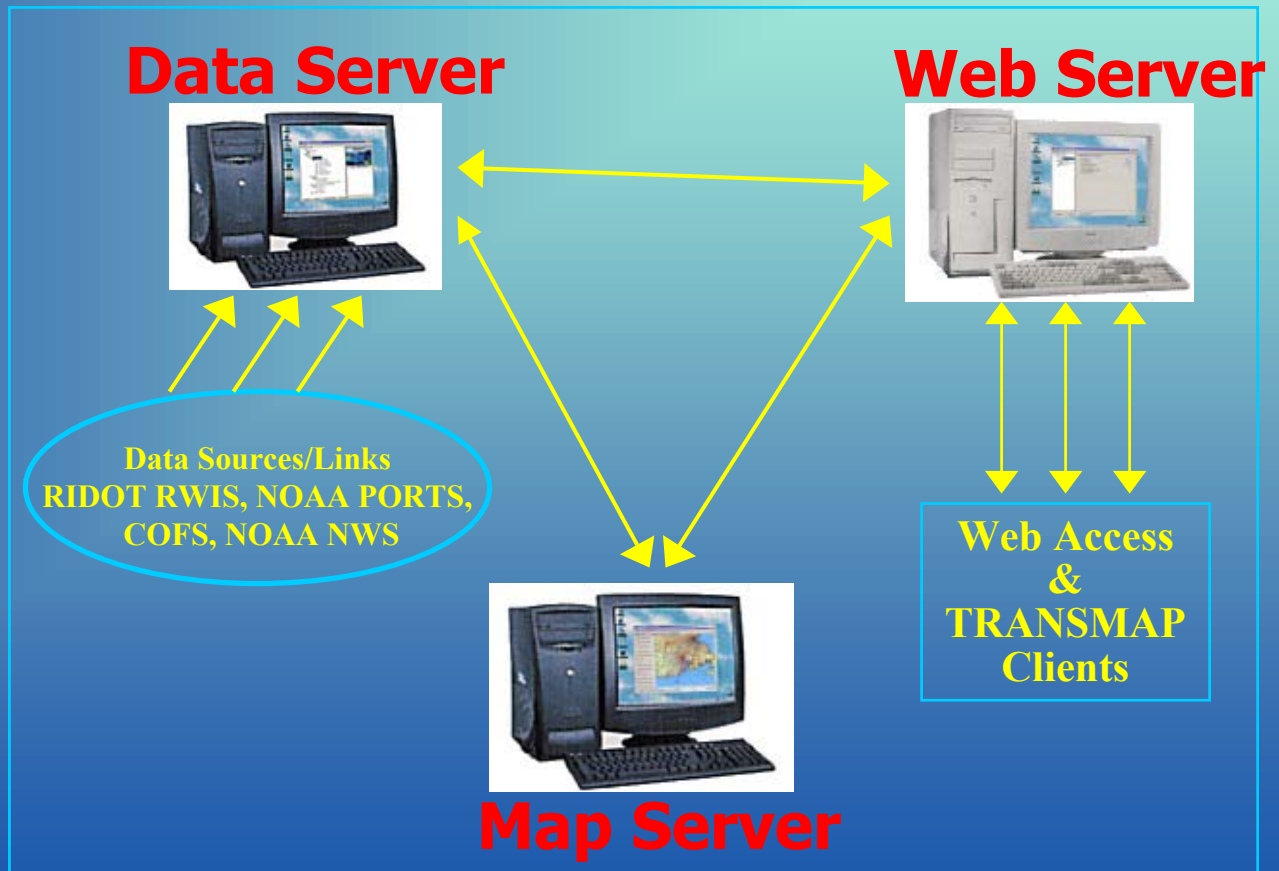 Data Server
Web Server
Data Sources/Links
RIDOT RWIS, NOAA PORTS,
COFS, NOAA NWS
Web Access
&
TRANSMAP
Clients
Map Server